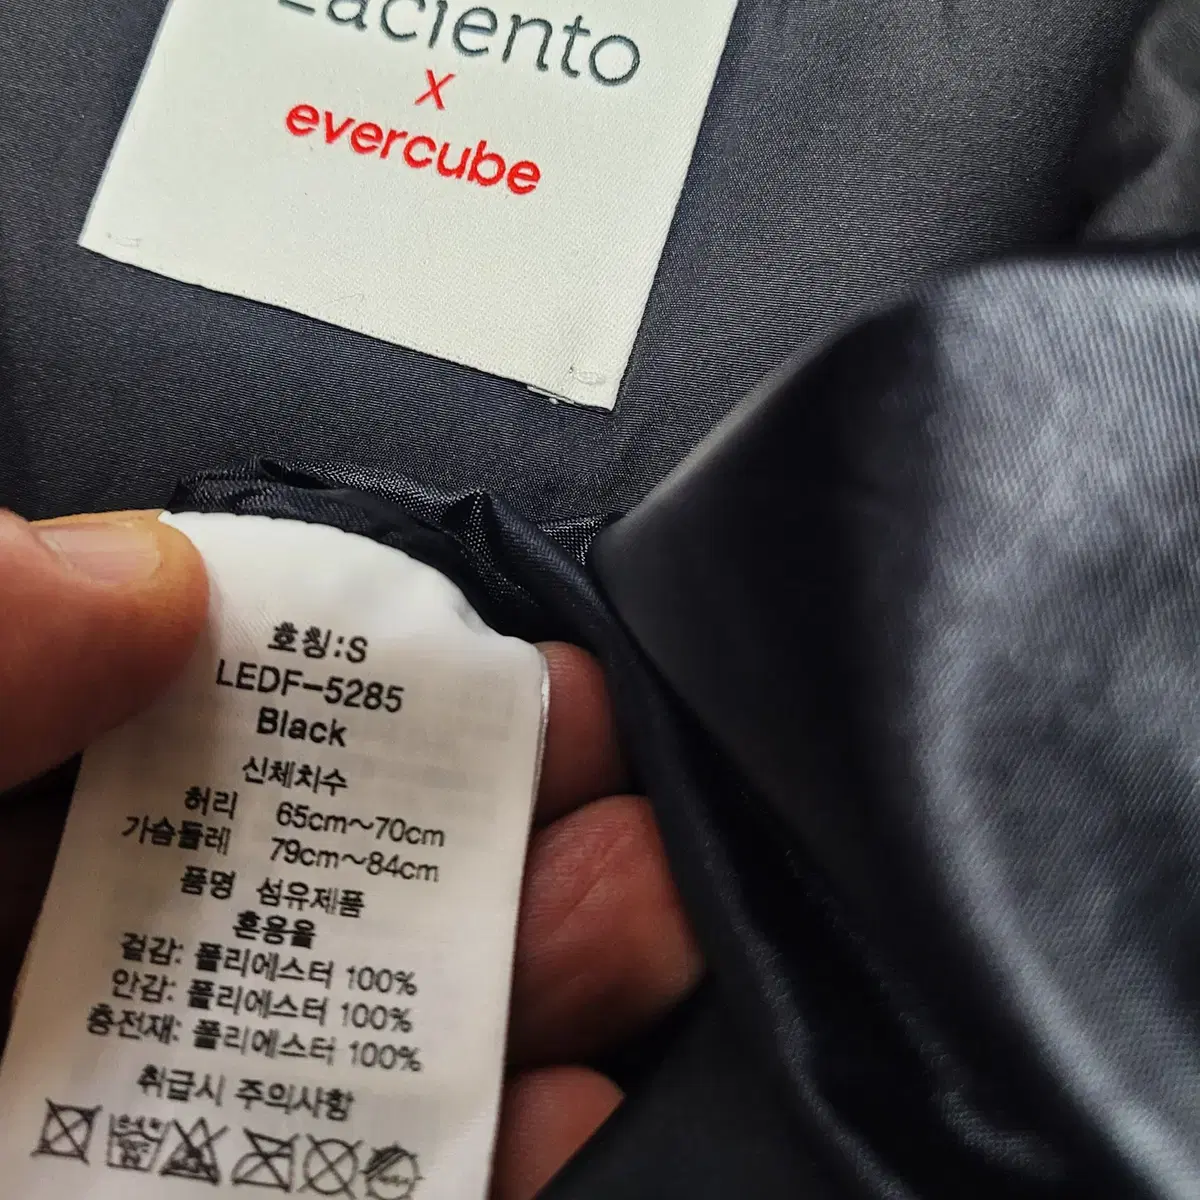 Laciento
X
evercube
호칭:S
LEDF-5285
Black
신체치수
허리 65cm~70cm
가슴둘레 79cm~84cm
품명 섬유제품
혼용율
겉감: 폴리에스터 100%
안감: 폴리에스터 100%
충전재: 폴리에스터 100%
취급시 주의사항